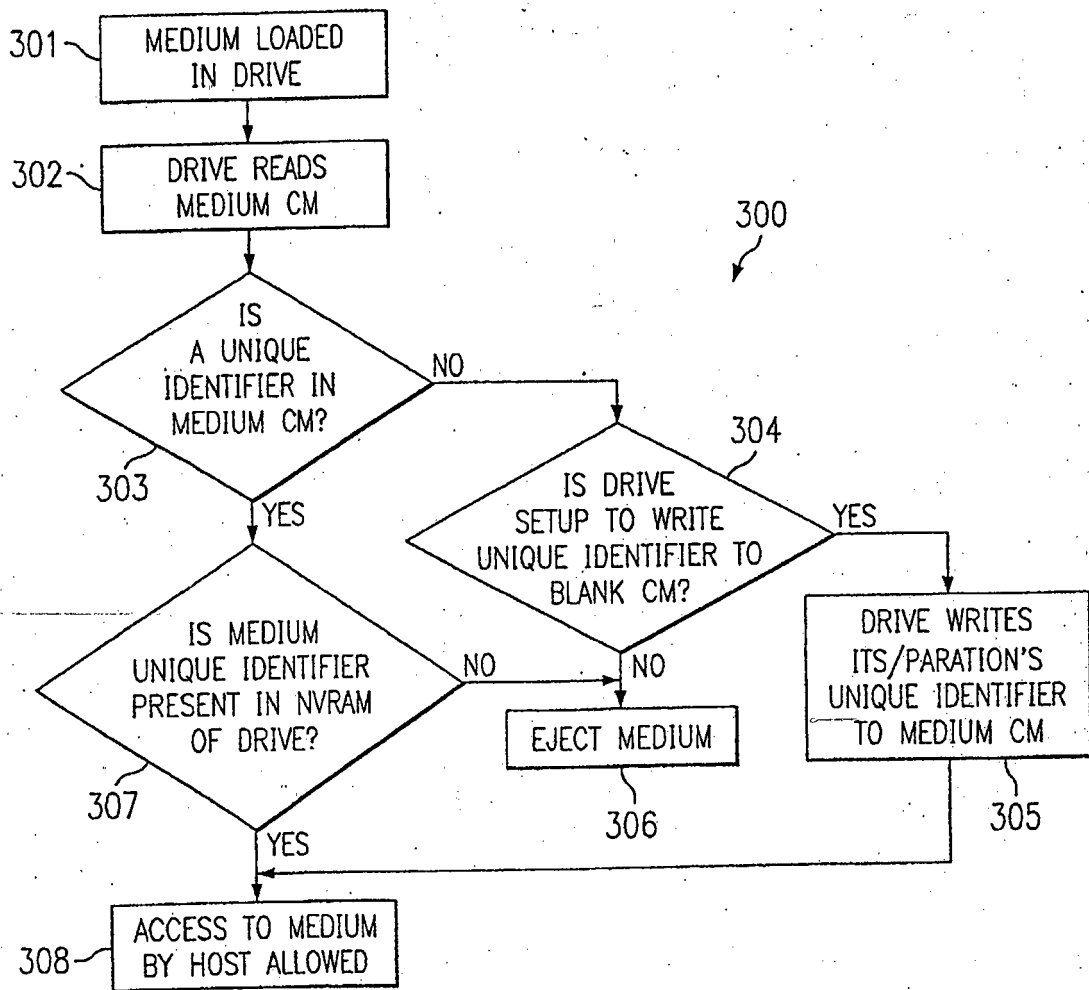 301
MEDIUM LOADED
IN DRIVE
302
DRIVE READS
MEDIUM CM
300
IS
A UNIQUE
IDENTIFIER IN
MEDIUM CM?
NO
303
YES
304
IS DRIVE
SETUP TO WRITE
UNIQUE IDENTIFIER TO
BLANK CM?
YES
NO
DRIVE WRITES
ITS/PARATION'S
UNIQUE IDENTIFIER
TO MEDIUM CM
305
IS MEDIUM
UNIQUE IDENTIFIER
PRESENT IN NVRAM
OF DRIVE?
NO
307
YES
EJECT MEDIUM
306
308
ACCESS TO MEDIUM
BY HOST ALLOWED